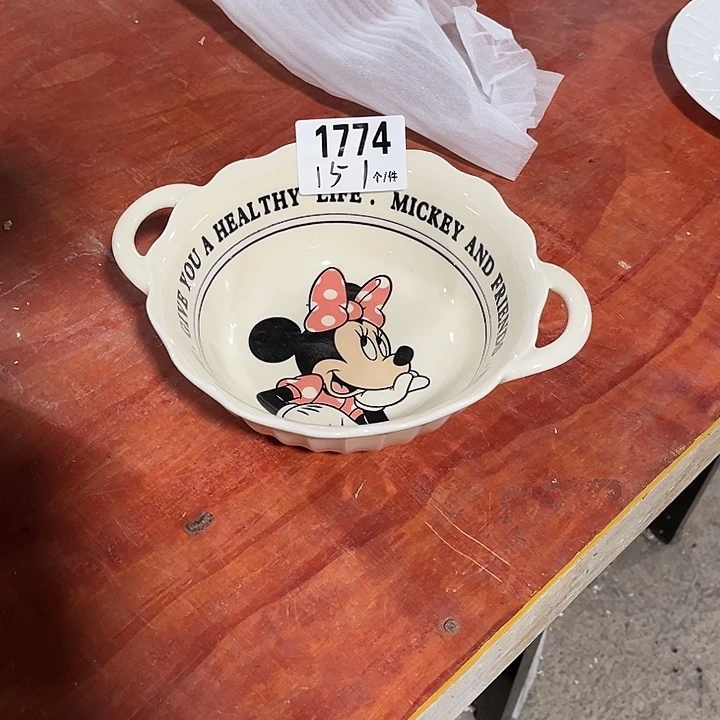 1774
151 个/件
GIVE YOU A HEALTHY LIFE. MICKEY AND FRIENDS